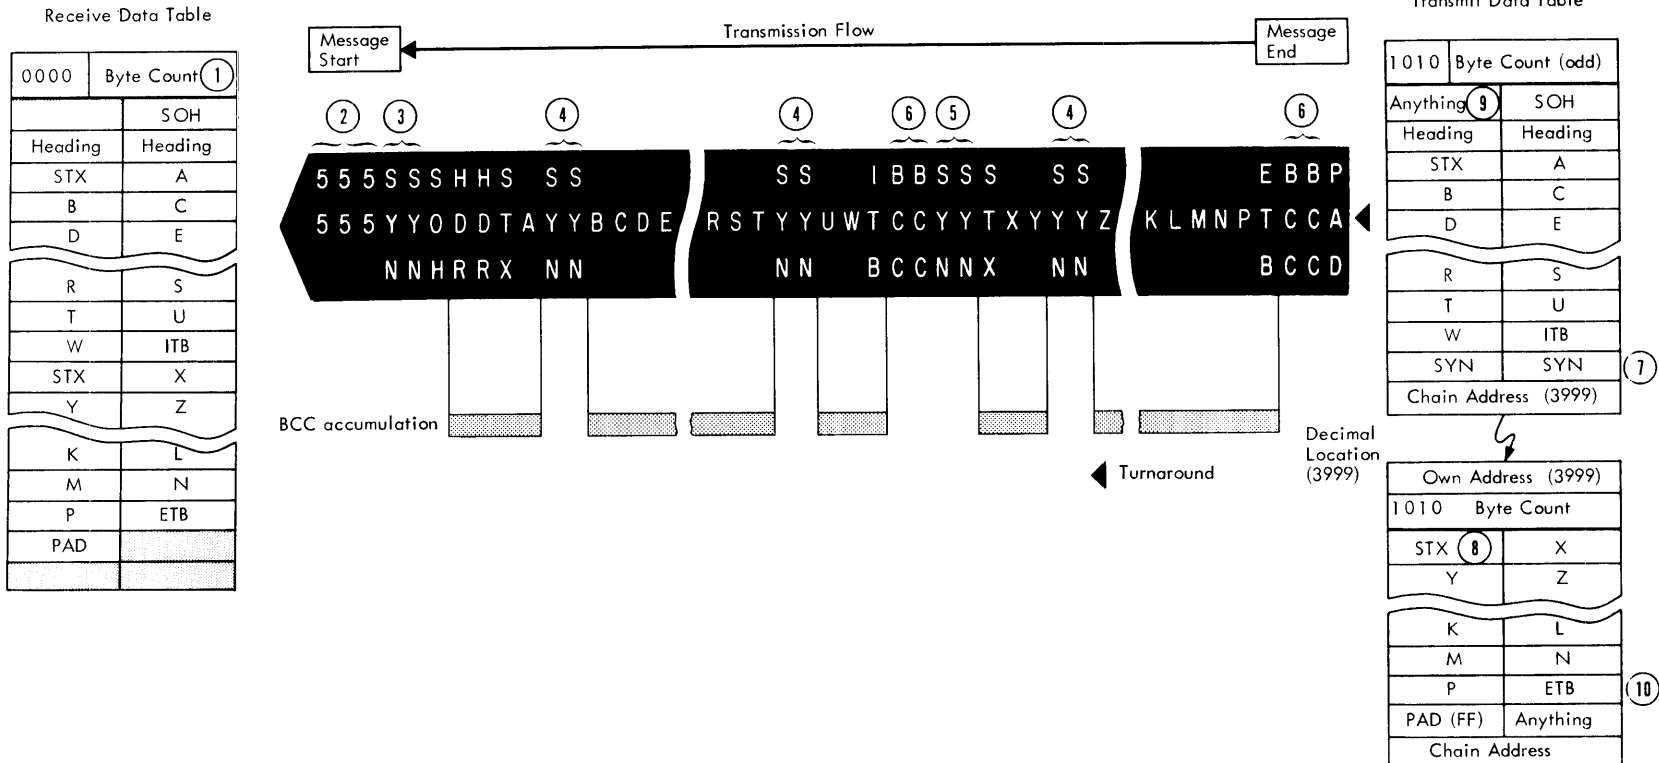 Receive Data Table
0000 Byte Count 1
SOH
Heading Heading
STX A
B C
D E
R S
T U
W ITB
STX X
Y Z
K L
M N
P ETB
PAD
Message Start
Transmission Flow
Message End
2 3 4 4 6 5 4 6
5 5 5 S S S H H S S S S S I B B S S S S S E B B P
5 5 5 Y Y O D D T A Y Y B C D E R S T Y Y U W T C C Y Y T X Y Y Y Z K L M N P T C C A
N N H R R X N N N N B C C N N X N N B C C D
BCC accumulation
Turnaround
Decimal
Location
(3999)
Transmit Data Table
1010 Byte Count (odd)
Anything 9 SOH
Heading Heading
STX A
B C
D E
R S
T U
W ITB
SYN SYN 7
Chain Address (3999)
Own Address (3999)
1010 Byte Count
STX 8 X
Y Z
K L
M N
P ETB 10
PAD (FF) Anything
Chain Address